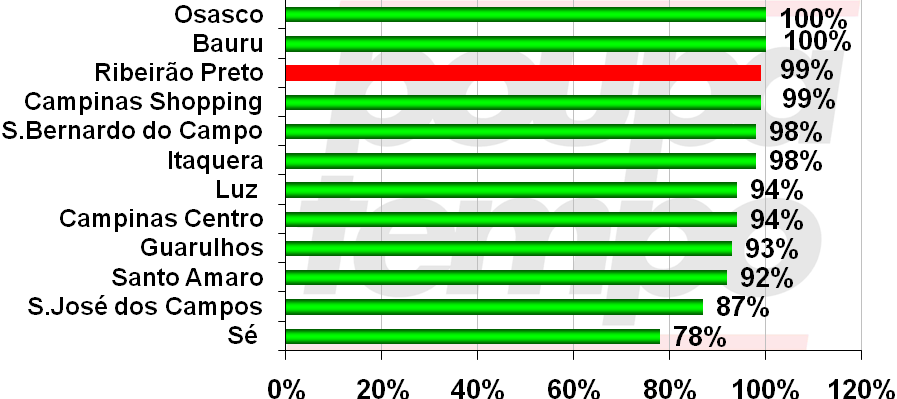 Osasco 100%
Bauru 100%
Ribeirão Preto 99%
Campinas Shopping 99%
S.Bernardo do Campo 98%
Itaquera 98%
Luz 94%
Campinas Centro 94%
Guarulhos 93%
Santo Amaro 92%
S.José dos Campos 87%
Sé 78%
0% 20% 40% 60% 80% 100% 120%
poupa
tempo